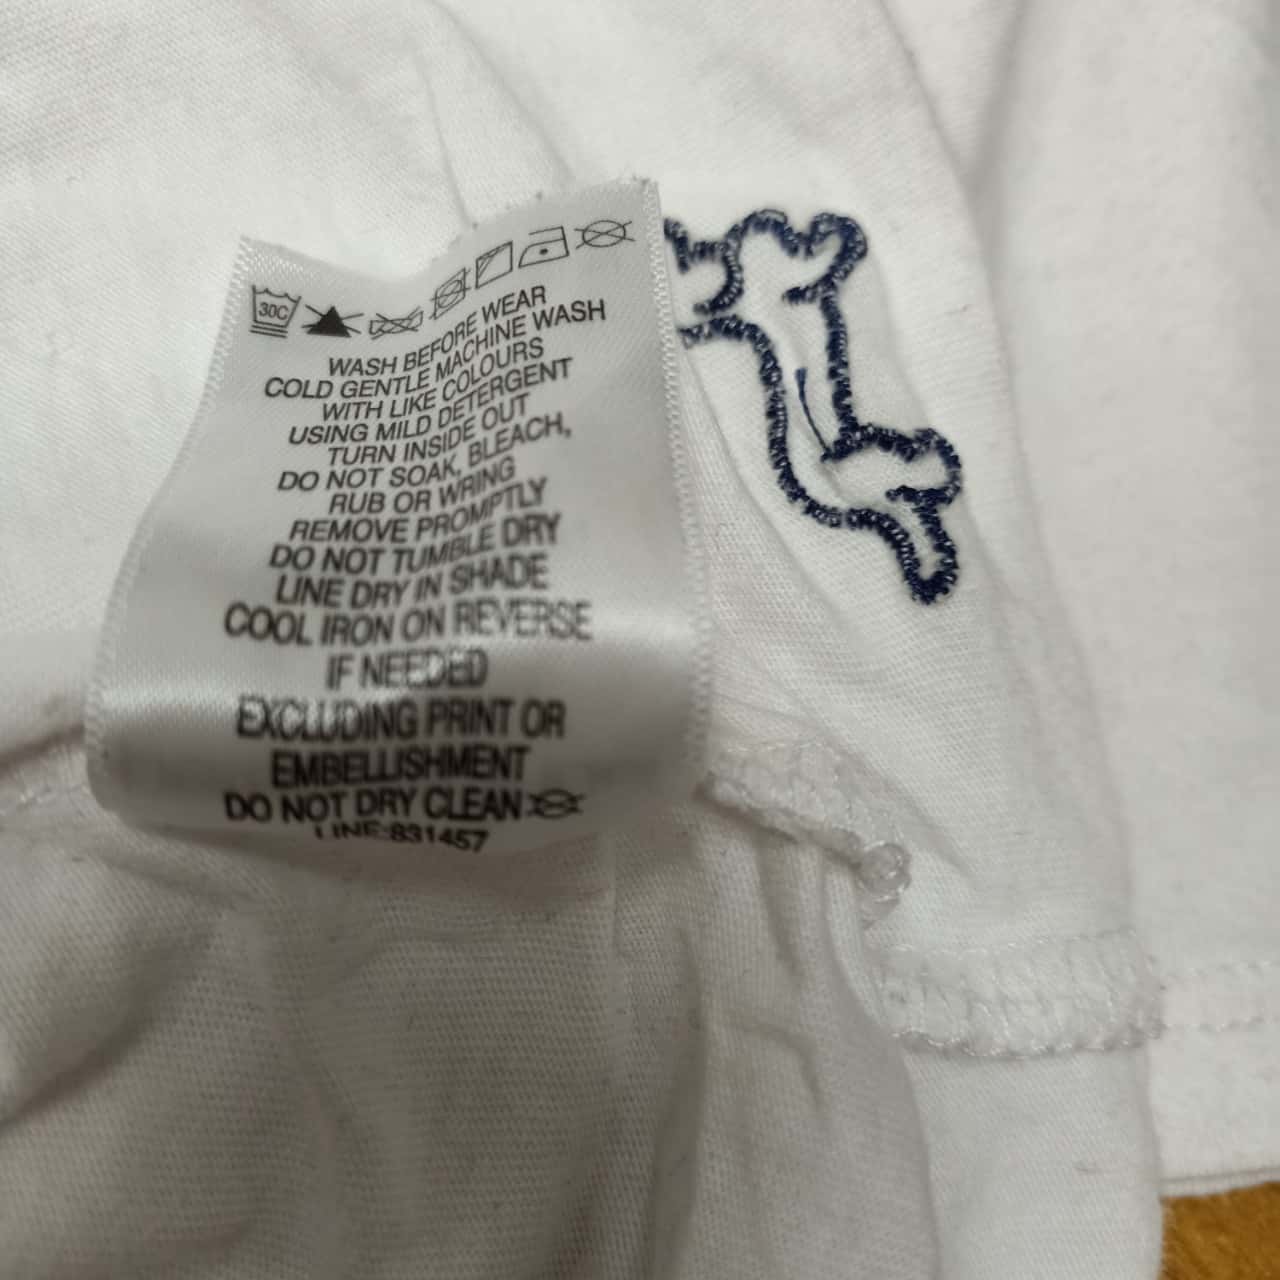 30C
WASH BEFORE WEAR
COLD GENTLE MACHINE WASH
WITH LIKE COLOURS
USING MILD DETERGENT
TURN INSIDE OUT
DO NOT SOAK, BLEACH,
RUB OR WRING
REMOVE PROMPTLY
DO NOT TUMBLE DRY
LINE DRY IN SHADE
COOL IRON ON REVERSE
IF NEEDED
EXCLUDING PRINT OR
EMBELLISHMENT
DO NOT DRY CLEAN
LINE:831457